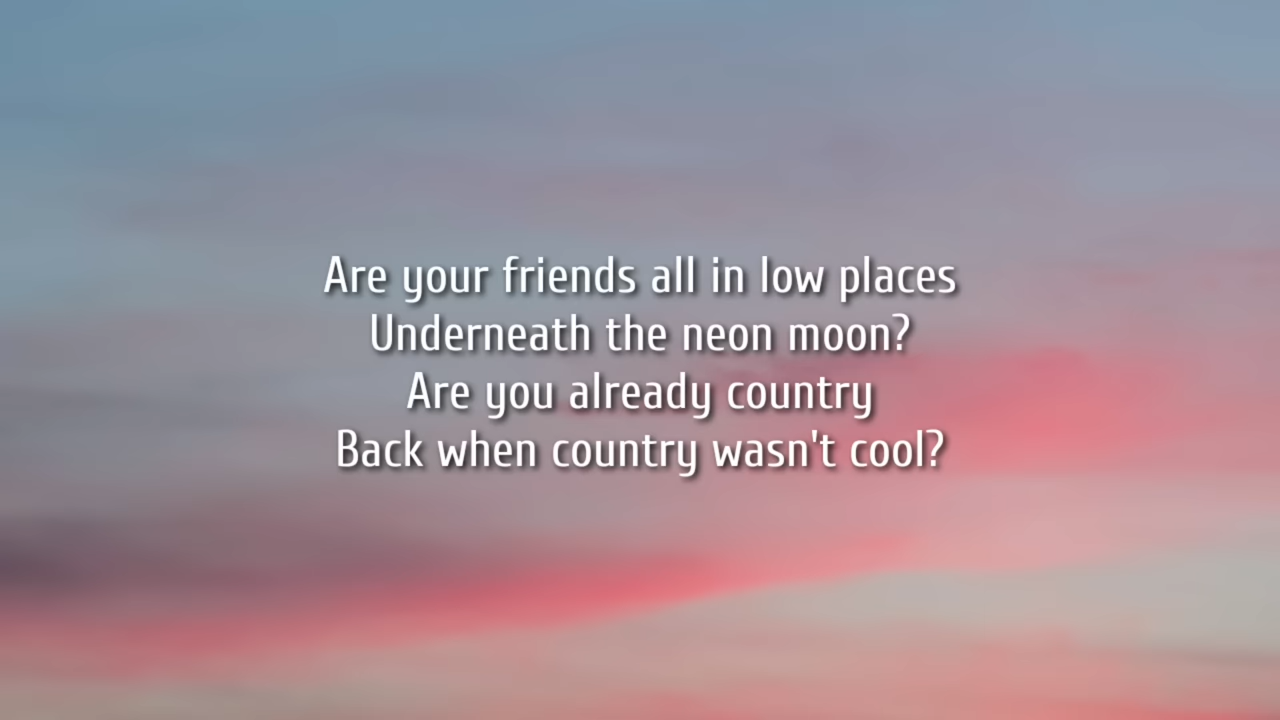 Are your friends all in low places
Underneath the neon moon?
Are you already country
Back when country wasn't cool?